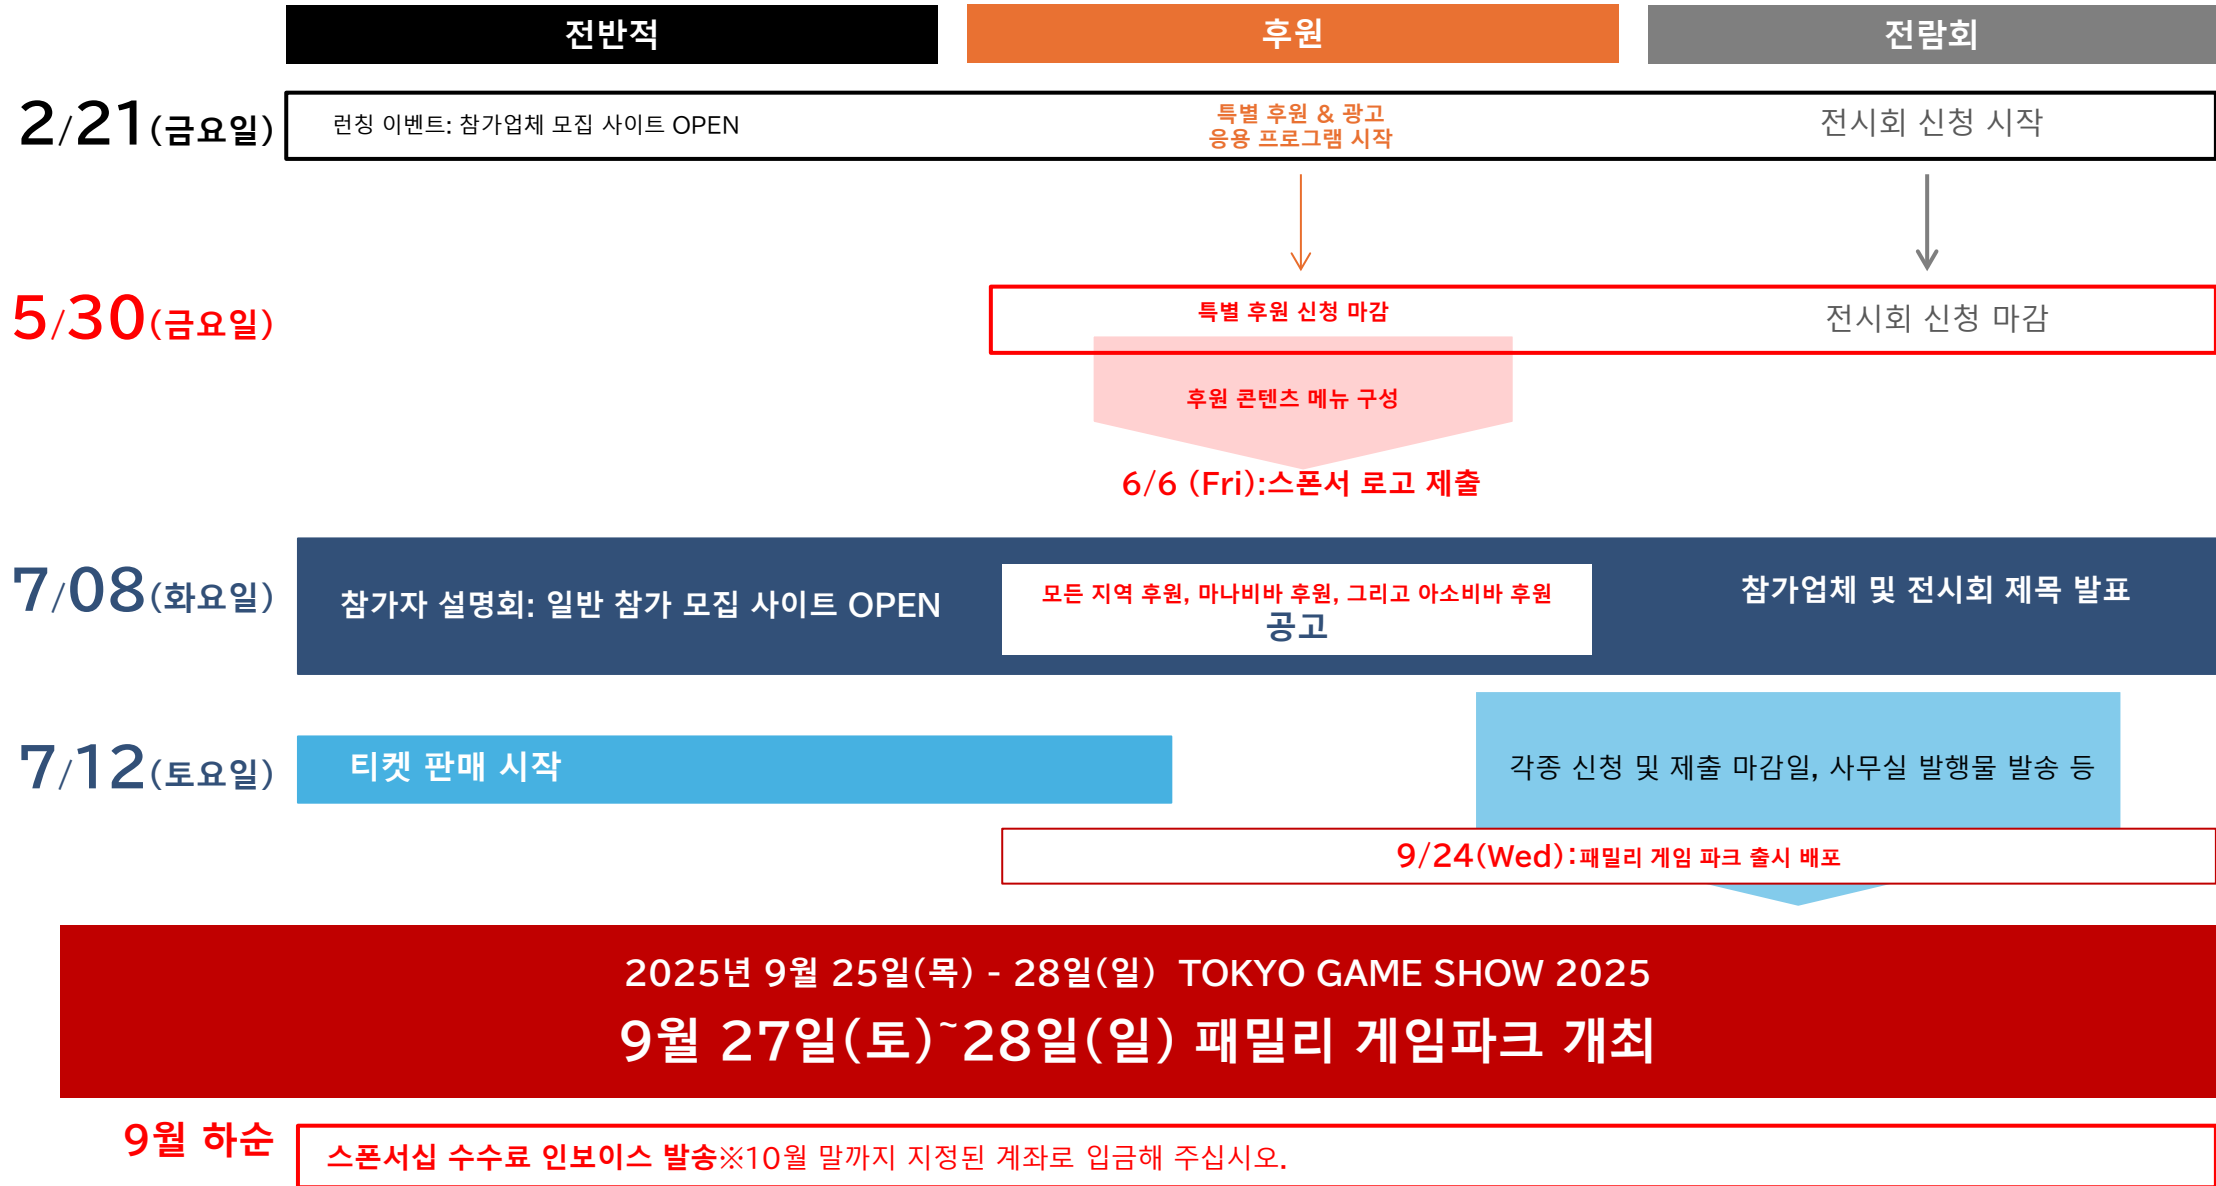 전반적
후원
전람회
2/21(금요일)
런칭 이벤트: 참가업체 모집 사이트 OPEN
특별 후원 & 광고
응용 프로그램 시작
전시회 신청 시작
5/30(금요일)
특별 후원 신청 마감
전시회 신청 마감
후원 콘텐츠 메뉴 구성
6/6 (Fri):스폰서 로고 제출
7/08(화요일)
참가자 설명회: 일반 참가 모집 사이트 OPEN
모든 지역 후원, 마나비바 후원, 그리고 아소비바 후원
공고
참가업체 및 전시회 제목 발표
7/12(토요일)
티켓 판매 시작
각종 신청 및 제출 마감일, 사무실 발행물 발송 등
9/24(Wed):패밀리 게임 파크 출시 배포
2025년 9월 25일(목) - 28일(일) TOKYO GAME SHOW 2025
9월 27일(토)~28일(일) 패밀리 게임파크 개최
9월 하순
스폰서십 수수료 인보이스 발송※10월 말까지 지정된 계좌로 입금해 주십시오.